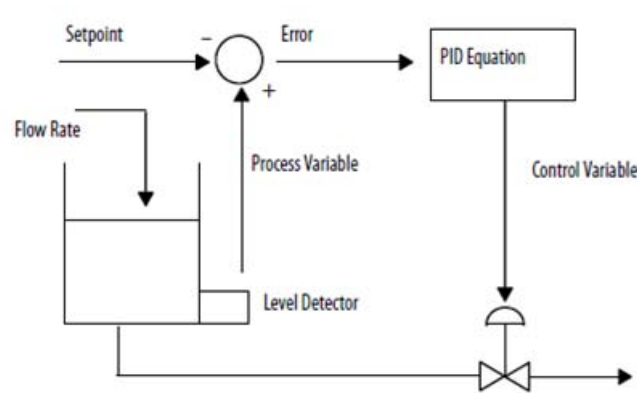 Setpoint
−
Error
PID Equation
+
Flow Rate
Process Variable
Control Variable
Level Detector